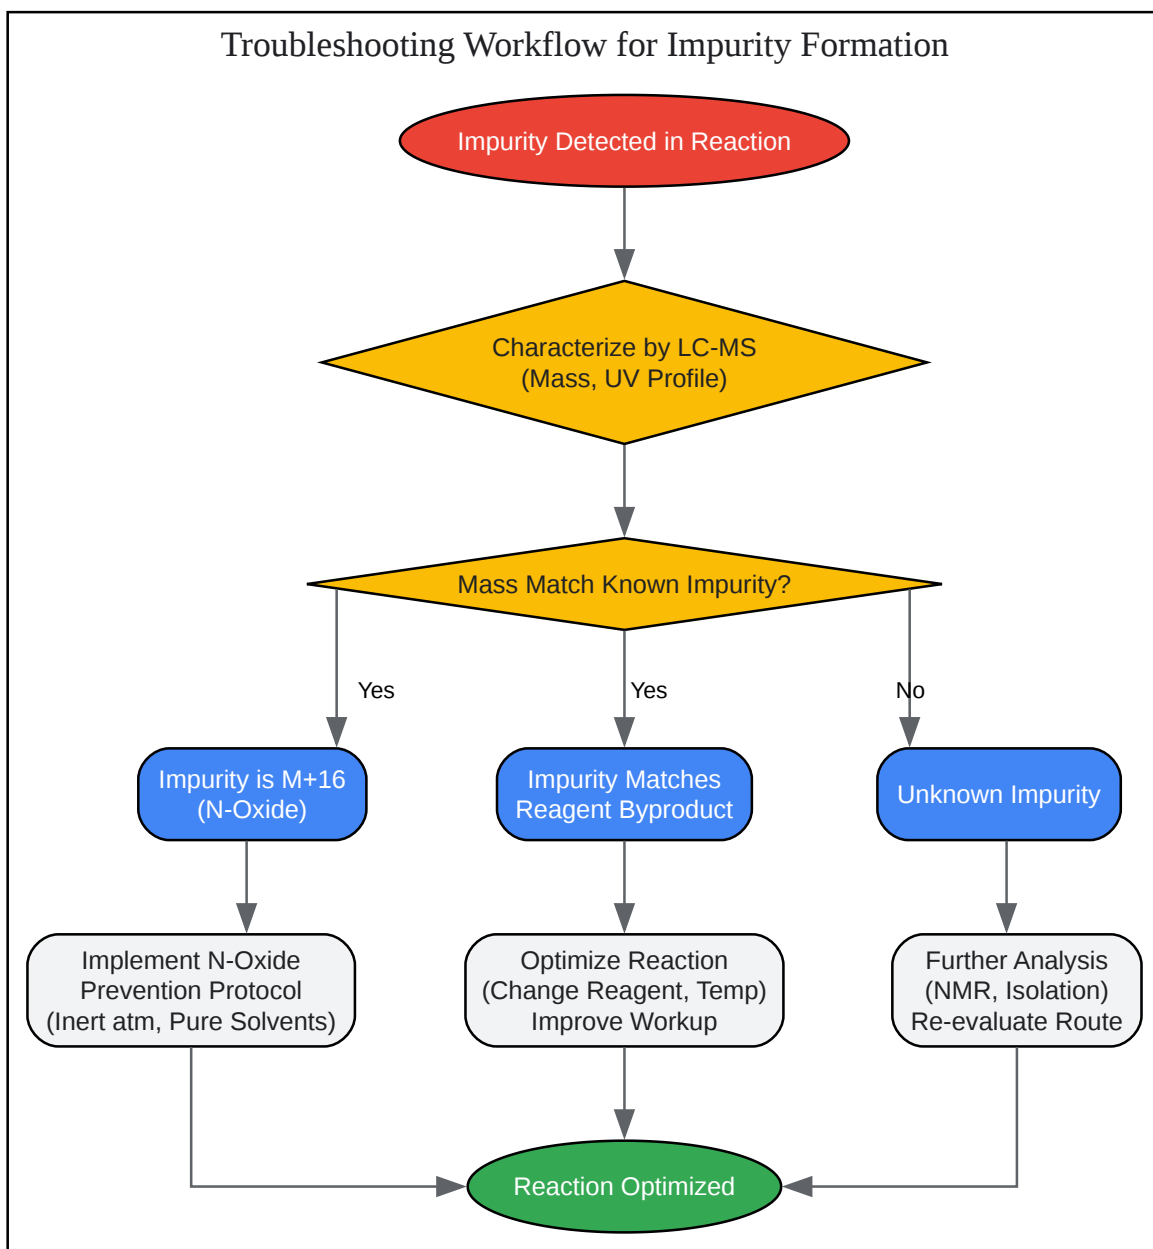 Troubleshooting Workflow for Impurity Formation
Impurity Detected in Reaction
Characterize by LC-MS
(Mass, UV Profile)
Mass Match Known Impurity?
Yes
Yes
No
Impurity is M+16
(N-Oxide)
Impurity Matches
Reagent Byproduct
Unknown Impurity
Implement N-Oxide
Prevention Protocol
(Inert atm, Pure Solvents)
Optimize Reaction
(Change Reagent, Temp)
Improve Workup
Further Analysis
(NMR, Isolation)
Re-evaluate Route
Reaction Optimized